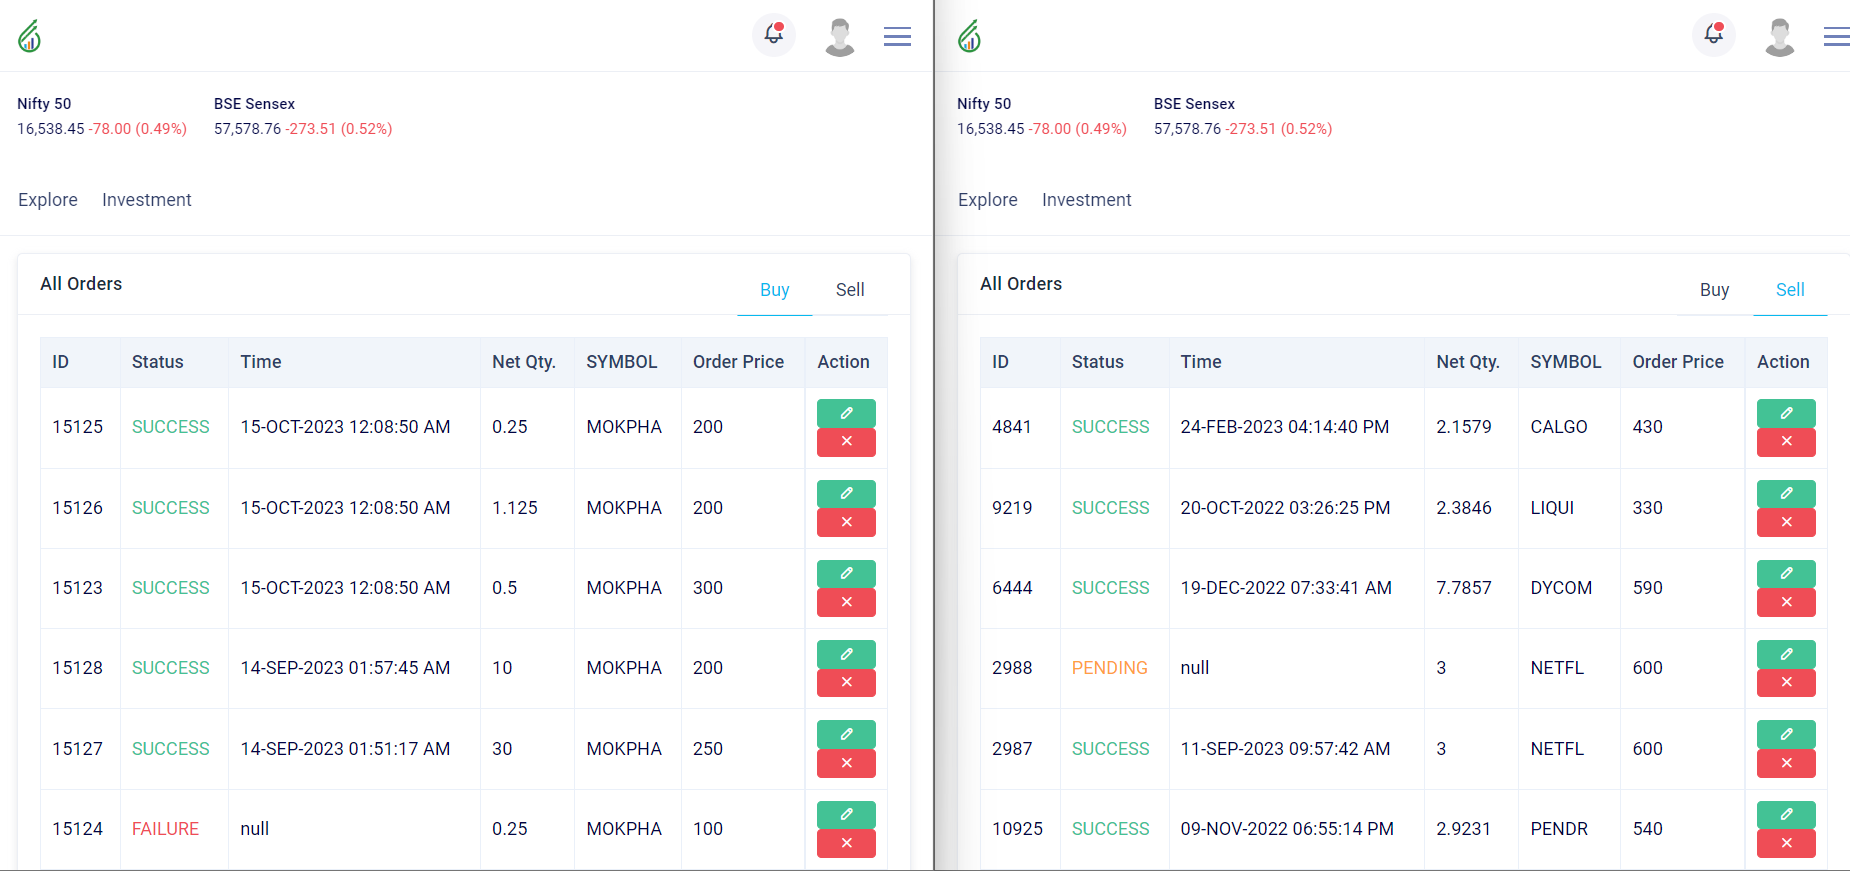 Nifty 50 BSE Sensex
16,538.45 -78.00 (0.49%) 57,578.76 -273.51 (0.52%)
Explore Investment
All Orders Buy Sell
ID Status Time Net Qty. SYMBOL Order Price Action
15125 SUCCESS 15-OCT-2023 12:08:50 AM 0.25 MOKPHA 200
15126 SUCCESS 15-OCT-2023 12:08:50 AM 1.125 MOKPHA 200
15123 SUCCESS 15-OCT-2023 12:08:50 AM 0.5 MOKPHA 300
15128 SUCCESS 14-SEP-2023 01:57:45 AM 10 MOKPHA 200
15127 SUCCESS 14-SEP-2023 01:51:17 AM 30 MOKPHA 250
15124 FAILURE null 0.25 MOKPHA 100
Nifty 50 BSE Sensex
16,538.45 -78.00 (0.49%) 57,578.76 -273.51 (0.52%)
Explore Investment
All Orders Buy Sell
ID Status Time Net Qty. SYMBOL Order Price Action
4841 SUCCESS 24-FEB-2023 04:14:40 PM 2.1579 CALGO 430
9219 SUCCESS 20-OCT-2022 03:26:25 PM 2.3846 LIQUI 330
6444 SUCCESS 19-DEC-2022 07:33:41 AM 7.7857 DYCOM 590
2988 PENDING null 3 NETFL 600
2987 SUCCESS 11-SEP-2023 09:57:42 AM 3 NETFL 600
10925 SUCCESS 09-NOV-2022 06:55:14 PM 2.9231 PENDR 540